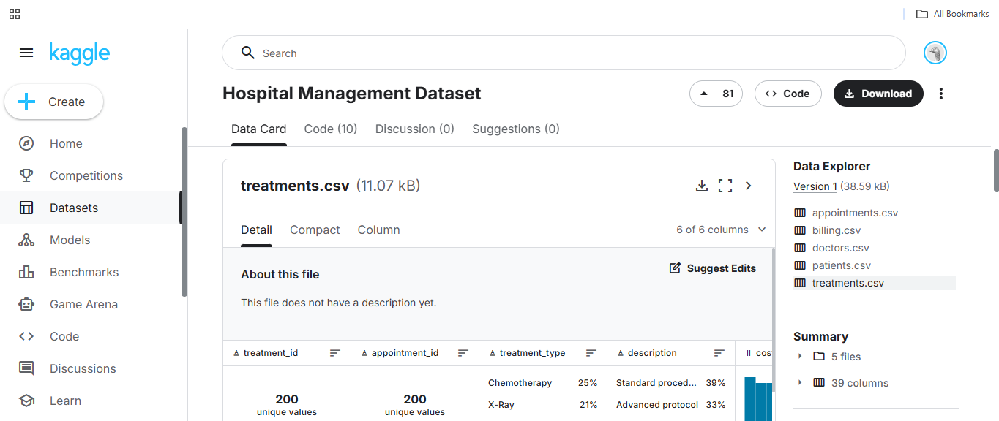 All Bookmarks
kaggle
Search
Create
Home
Competitions
Datasets
Models
Benchmarks
Game Arena
Code
Discussions
Learn
Hospital Management Dataset
81
Code
Download
Data Card
Code (10)
Discussion (0)
Suggestions (0)
treatments.csv (11.07 kB)
Detail
Compact
Column
6 of 6 columns
About this file
Suggest Edits
This file does not have a description yet.
treatment_id
appointment_id
treatment_type
description
# cos
200
unique values
200
unique values
Chemotherapy 25%
X-Ray 21%
Standard proced... 39%
Advanced protocol 33%
Data Explorer
Version 1 (38.59 kB)
appointments.csv
billing.csv
doctors.csv
patients.csv
treatments.csv
Summary
5 files
39 columns